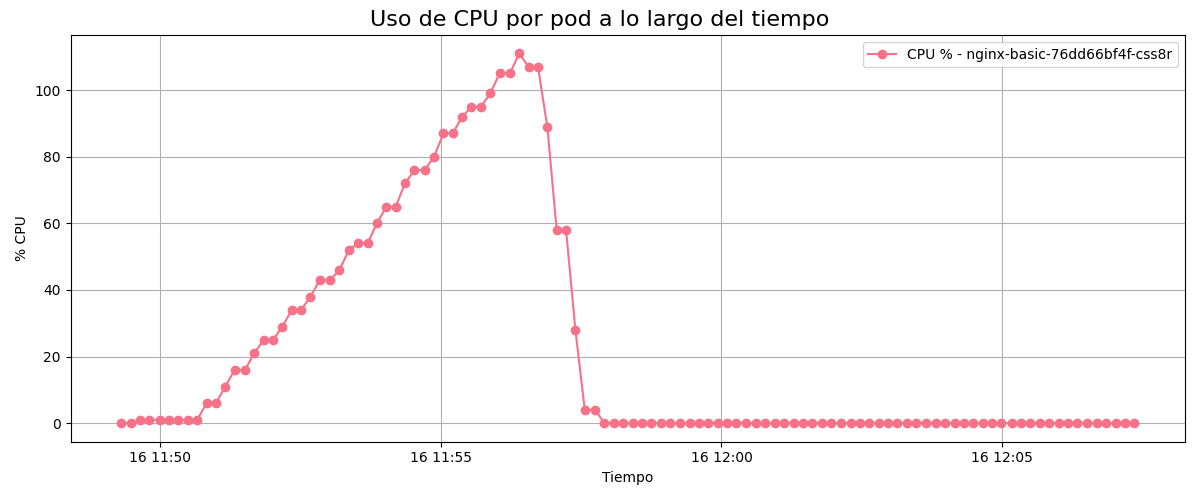 Uso de CPU por pod a lo largo del tiempo
CPU % - nginx-basic-76dd66bf4f-css8r
% CPU
100
80
60
40
20
0
16 11:50
16 11:55
16 12:00
16 12:05
Tiempo